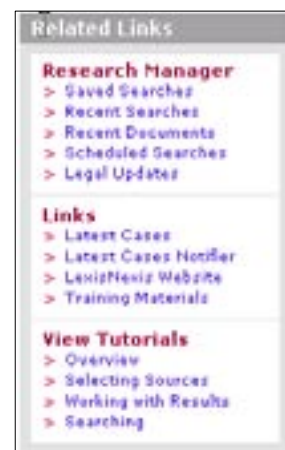 Related Links
Research Manager
> Saved Searches
> Recent Searches
> Recent Documents
> Scheduled Searches
> Legal Updates
Links
> Latest Cases
> Latest Cases Notifier
> LexisNexis Website
> Training Materials
View Tutorials
> Overview
> Selecting Sources
> Working with Results
> Searching